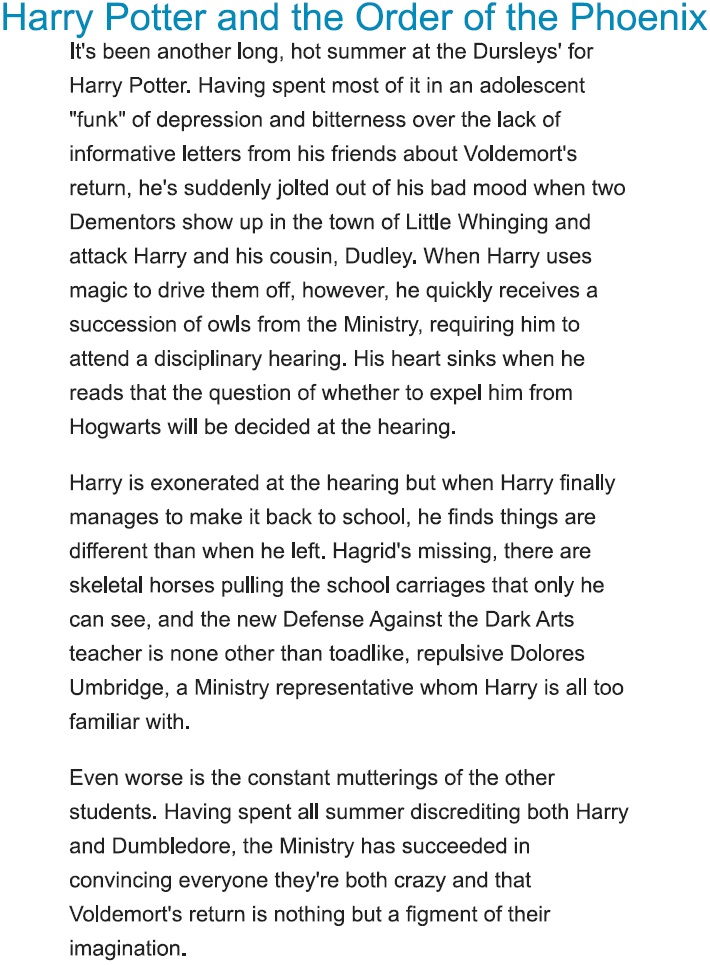 Harry Potter and the Order of the Phoenix
It's been another long, hot summer at the Dursleys' for
Harry Potter. Having spent most of it in an adolescent
"funk" of depression and bitterness over the lack of
informative letters from his friends about Voldemort's
return, he's suddenly jolted out of his bad mood when two
Dementors show up in the town of Little Whinging and
attack Harry and his cousin, Dudley. When Harry uses
magic to drive them off, however, he quickly receives a
succession of owls from the Ministry, requiring him to
attend a disciplinary hearing. His heart sinks when he
reads that the question of whether to expel him from
Hogwarts will be decided at the hearing.
Harry is exonerated at the hearing but when Harry finally
manages to make it back to school, he finds things are
different than when he left. Hagrid's missing, there are
skeletal horses pulling the school carriages that only he
can see, and the new Defense Against the Dark Arts
teacher is none other than toadlike, repulsive Dolores
Umbridge, a Ministry representative whom Harry is all too
familiar with.
Even worse is the constant mutterings of the other
students. Having spent all summer discrediting both Harry
and Dumbledore, the Ministry has succeeded in
convincing everyone they're both crazy and that
Voldemort's return is nothing but a figment of their
imagination.